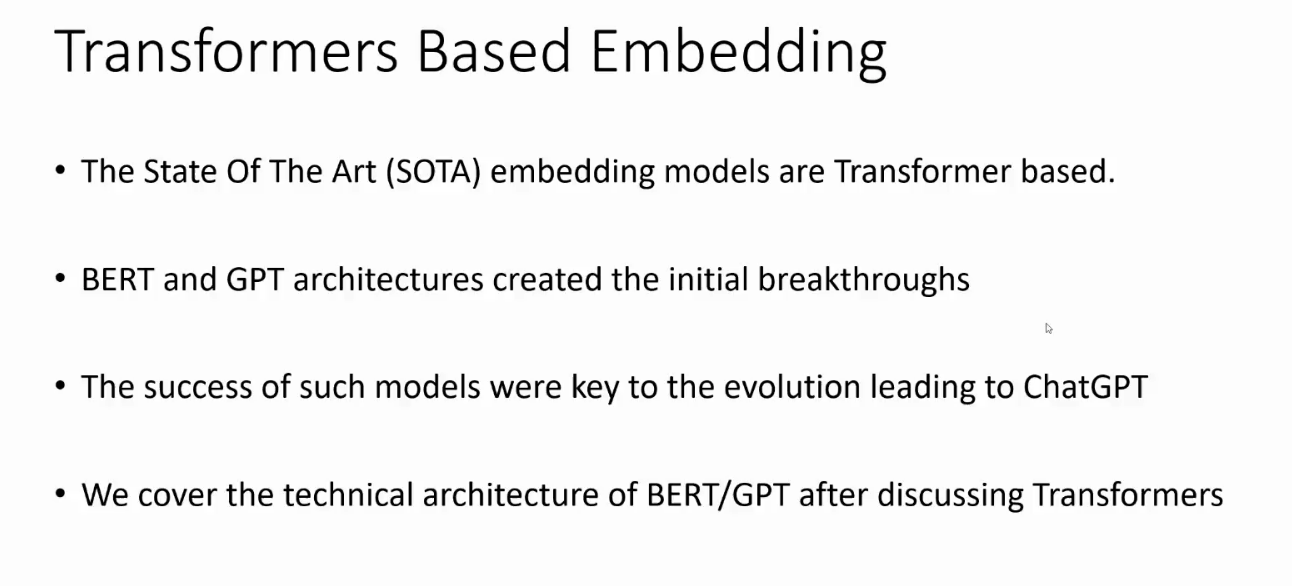 Transformers Based Embedding
• The State Of The Art (SOTA) embedding models are Transformer based.
• BERT and GPT architectures created the initial breakthroughs
• The success of such models were key to the evolution leading to ChatGPT
• We cover the technical architecture of BERT/GPT after discussing Transformers